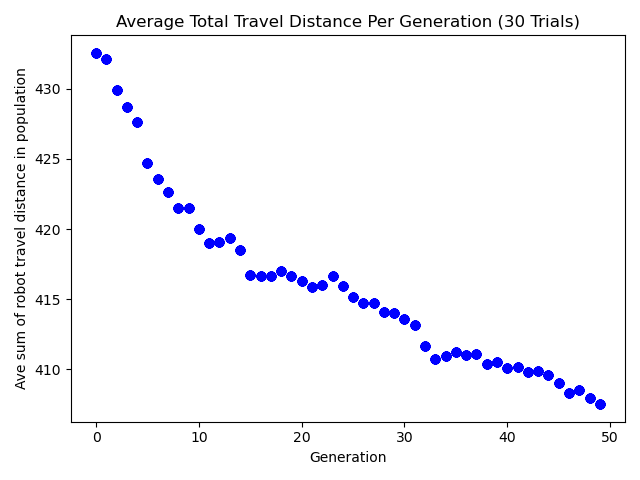 Average Total Travel Distance Per Generation (30 Trials)
Ave sum of robot travel distance in population
430
425
420
415
410
0 10 20 30 40 50
Generation